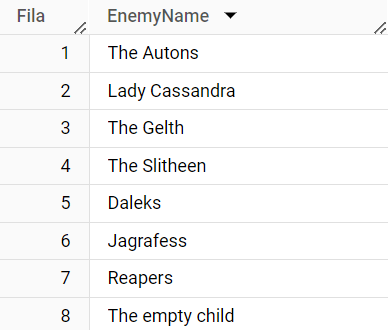 Fila EnemyName
1 The Autons
2 Lady Cassandra
3 The Gelth
4 The Slitheen
5 Daleks
6 Jagrafess
7 Reapers
8 The empty child